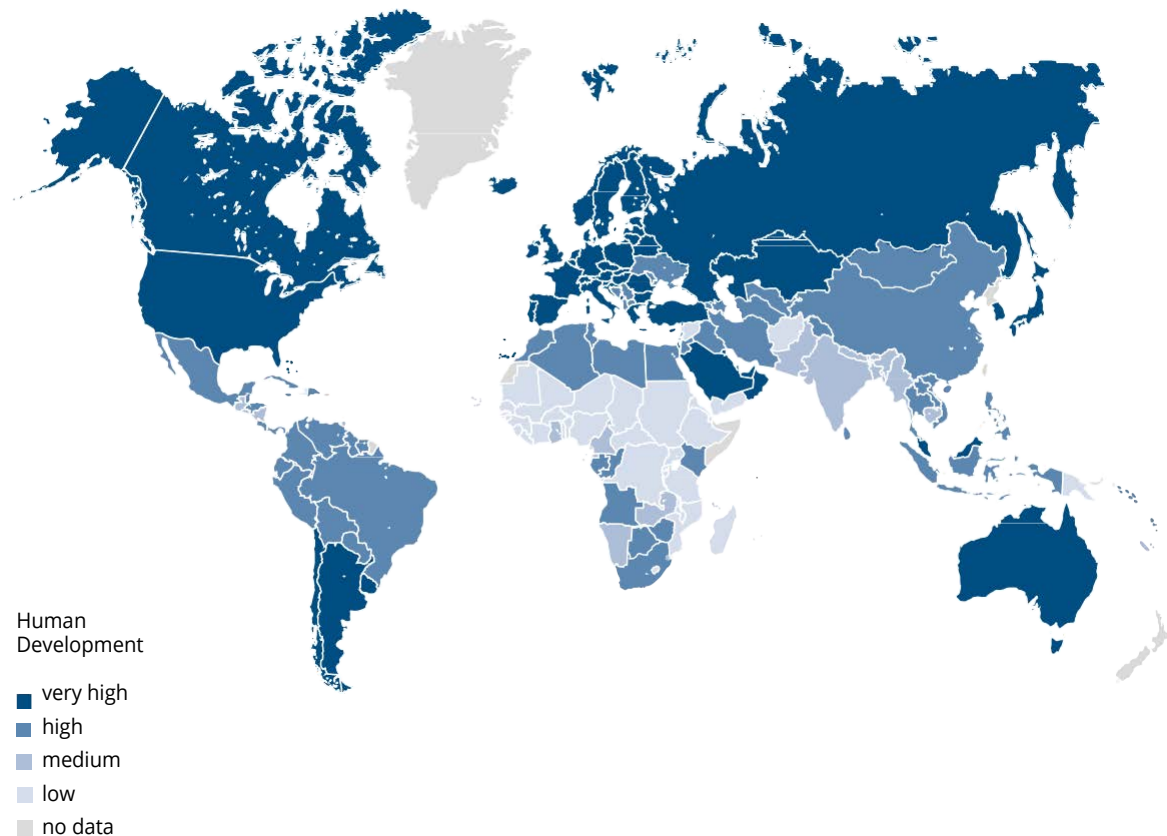 Human
Development
very high
high
medium
low
no data